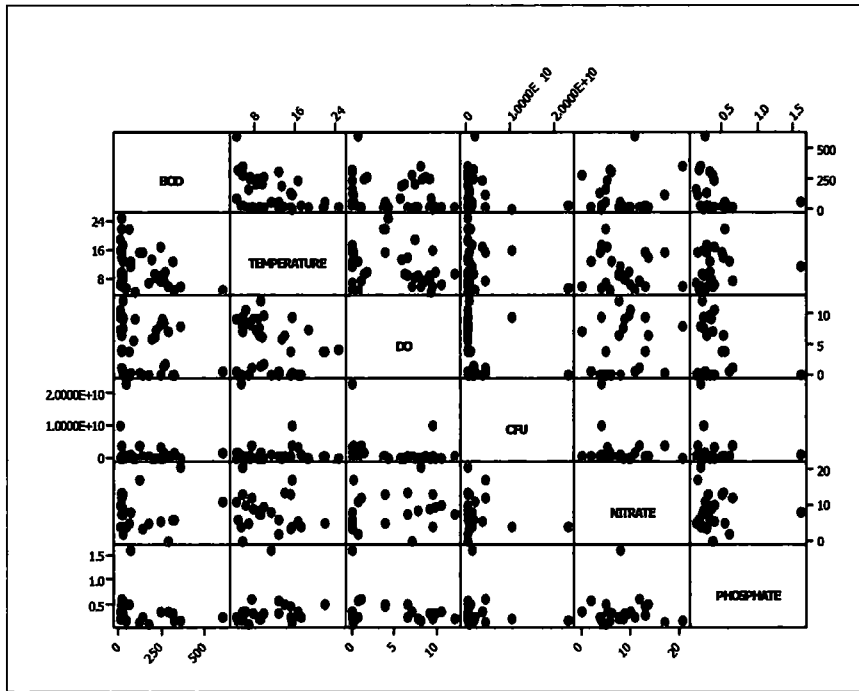 8 16 24 0 1.0000E 10 2.0000E+10 0.5 1.0 1.5
BOD 500
250
0
24 TEMPERATURE
16
8
DO 10
5
0
2.0000E+10 CFU
1.0000E+10
0
NITRATE 20
10
0
1.5 PHOSPHATE
1.0
0.5
0 250 500 0 5 10 0 10 20